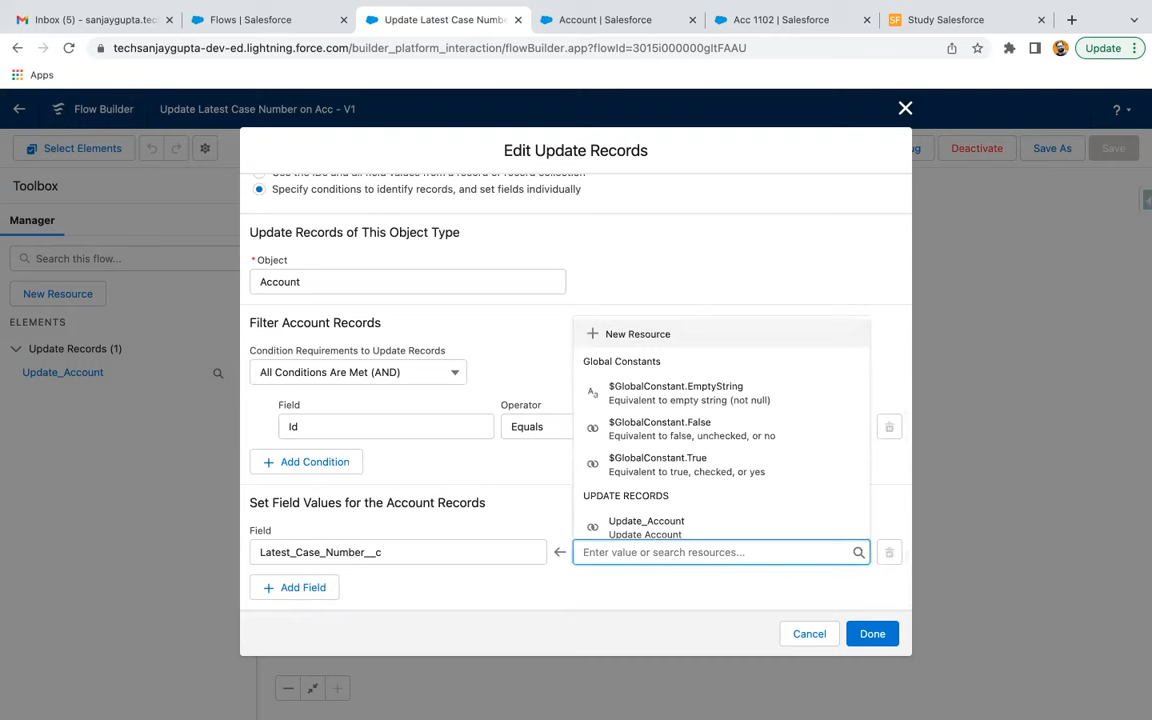 Inbox (5) - sanjaygupta.tec
Flows | Salesforce
Update Latest Case Numbe
Account | Salesforce
Acc 1102 | Salesforce
Study Salesforce
techsanjaygupta-dev-ed.lightning.force.com/builder_platform_interaction/flowBuilder.app?flowId=3015i000000gItFAAU
Update
Apps
Flow Builder
Update Latest Case Number on Acc - V1
?
Select Elements
ug
Deactivate
Save As
Save
Edit Update Records
Toolbox
Manager
Search this flow...
New Resource
ELEMENTS
Update Records (1)
Update_Account
Use the IDs and all field values from a record or record collection
Specify conditions to identify records, and set fields individually
Update Records of This Object Type
* Object
Account
Filter Account Records
Condition Requirements to Update Records
All Conditions Are Met (AND)
Field
Operator
Id
Equals
Add Condition
New Resource
Global Constants
$GlobalConstant.EmptyString
Equivalent to empty string (not null)
$GlobalConstant.False
Equivalent to false, unchecked, or no
$GlobalConstant.True
Equivalent to true, checked, or yes
UPDATE RECORDS
Update_Account
Update Account
Set Field Values for the Account Records
Field
Latest_Case_Number__c
Enter value or search resources...
Add Field
Cancel
Done